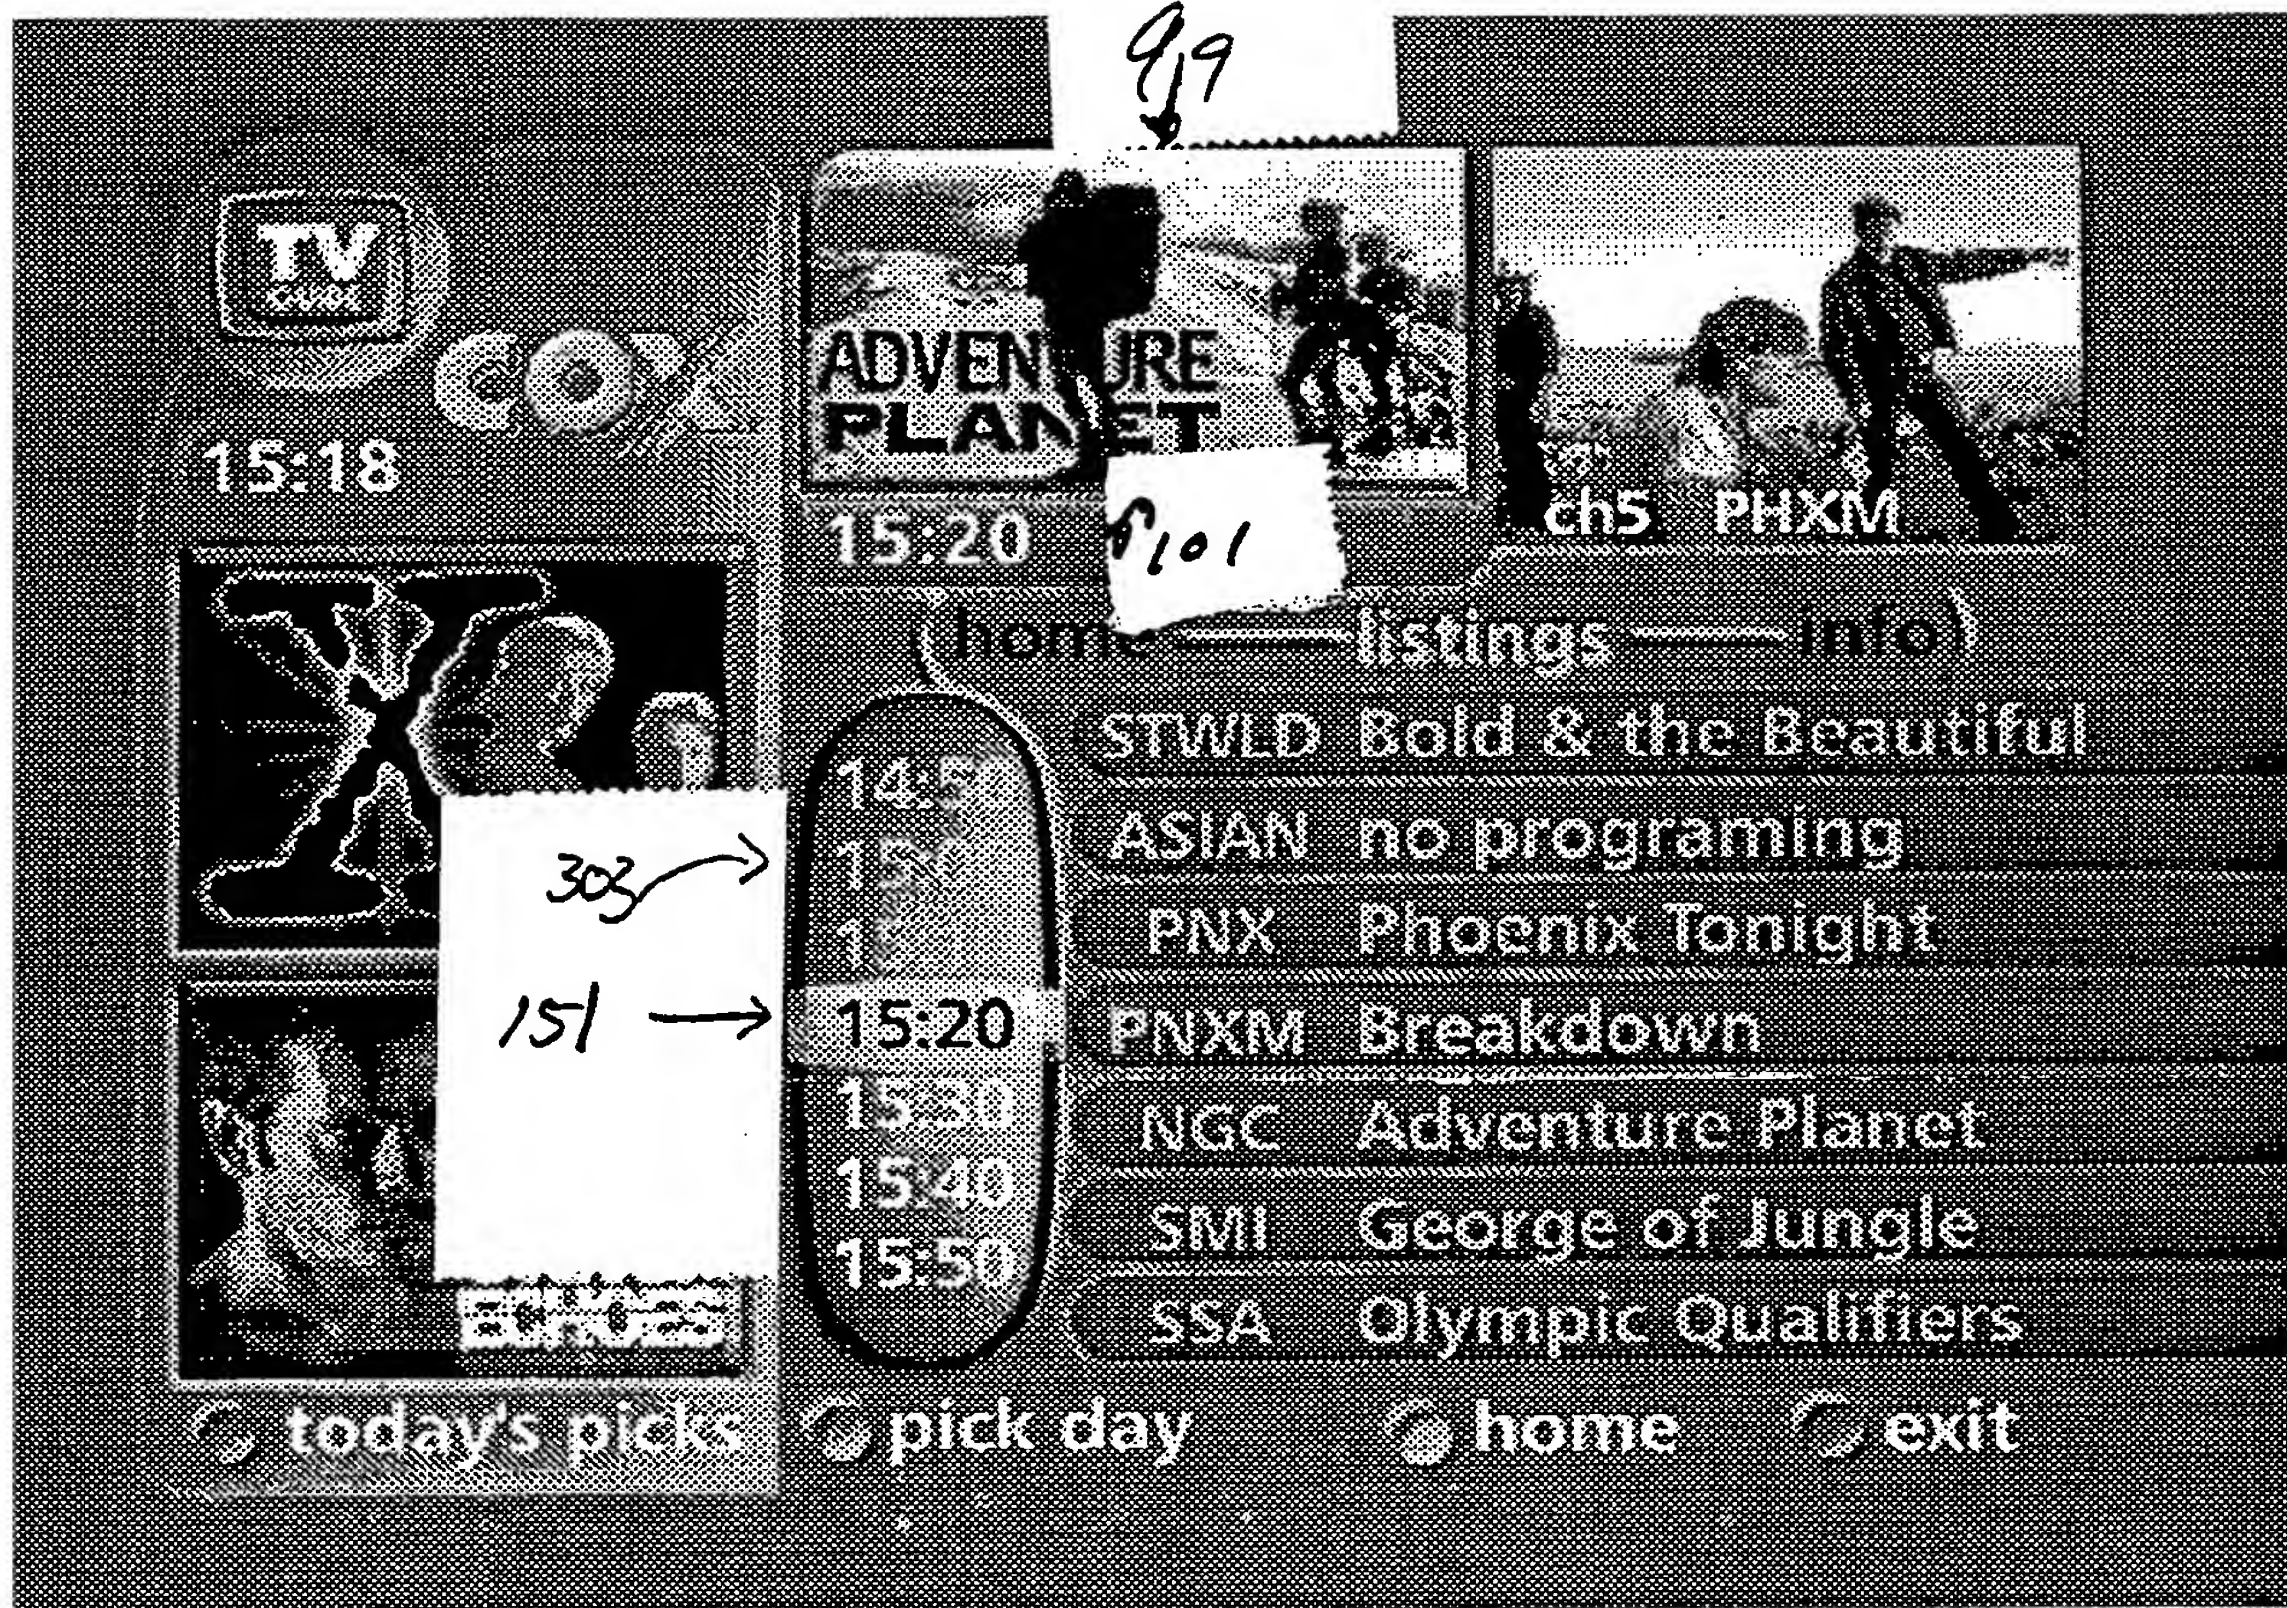 919
TV
GUIDE
COX
15:18
ADVENTURE
PLANET
15:20
101
ch5 PHXM
home listings info
STWLD Bold & the Beautiful
ASIAN no programing
PNX Phoenix Tonight
303
151
15:20
PNXM Breakdown
15:30
NGC Adventure Planet
15:40
SMI George of Jungle
15:50
SSA Olympic Qualifiers
today's picks
pick day
home
exit